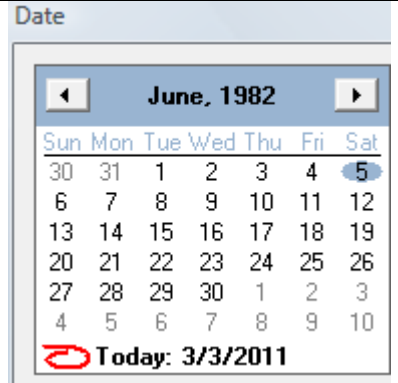 Date
June, 1982
Sun Mon Tue Wed Thu Fri Sat
30 31 1 2 3 4 5
6 7 8 9 10 11 12
13 14 15 16 17 18 19
20 21 22 23 24 25 26
27 28 29 30 1 2 3
4 5 6 7 8 9 10
Today: 3/3/2011